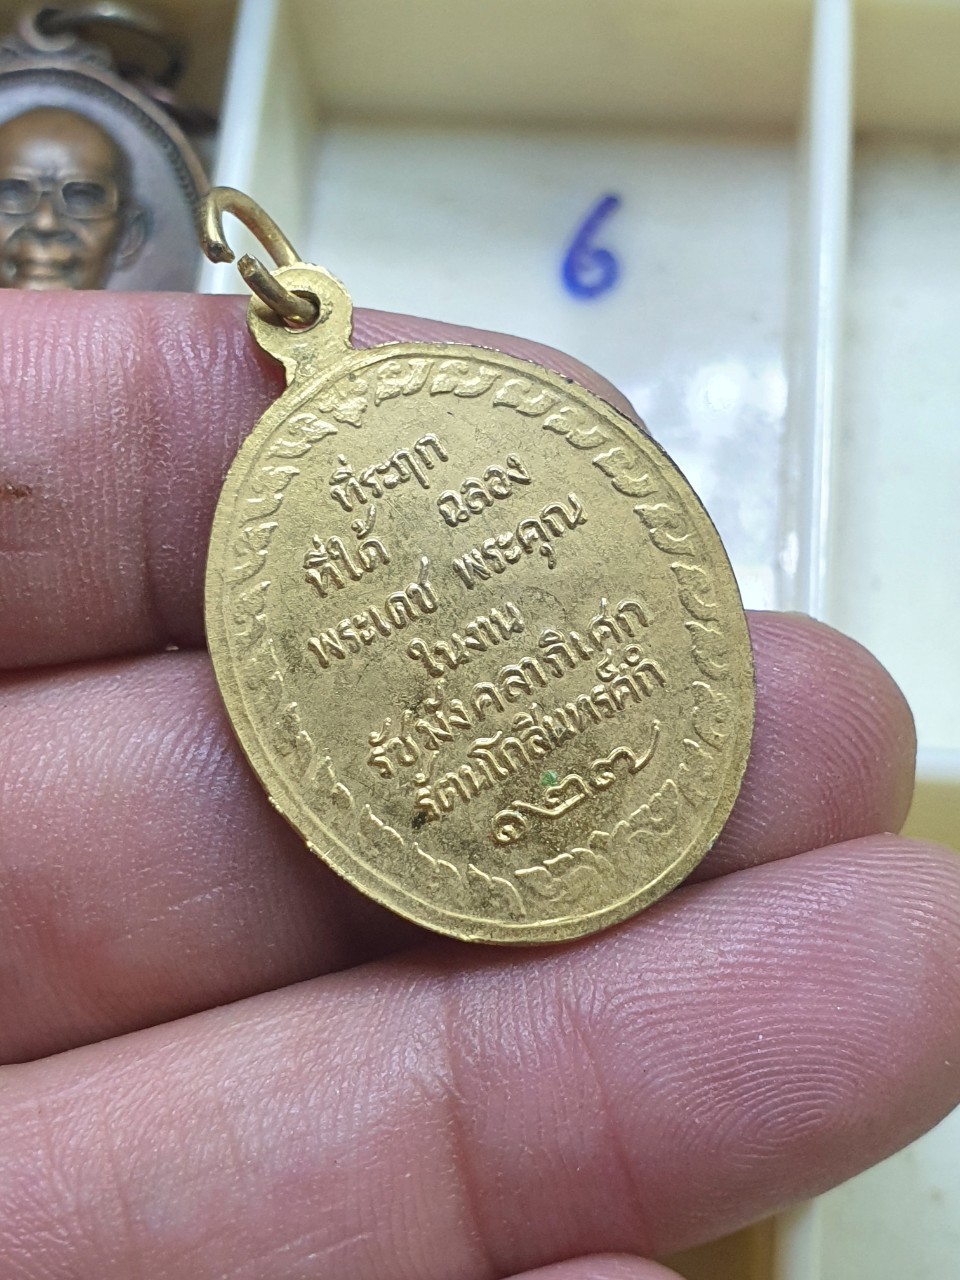 6
ที่ระฤก
ที่ได้ ฉลอง
พระเดช พระคุณ
ในงาน
รัชมังคลาภิเศก
รัตนโกสินทรศก
๑๒๗